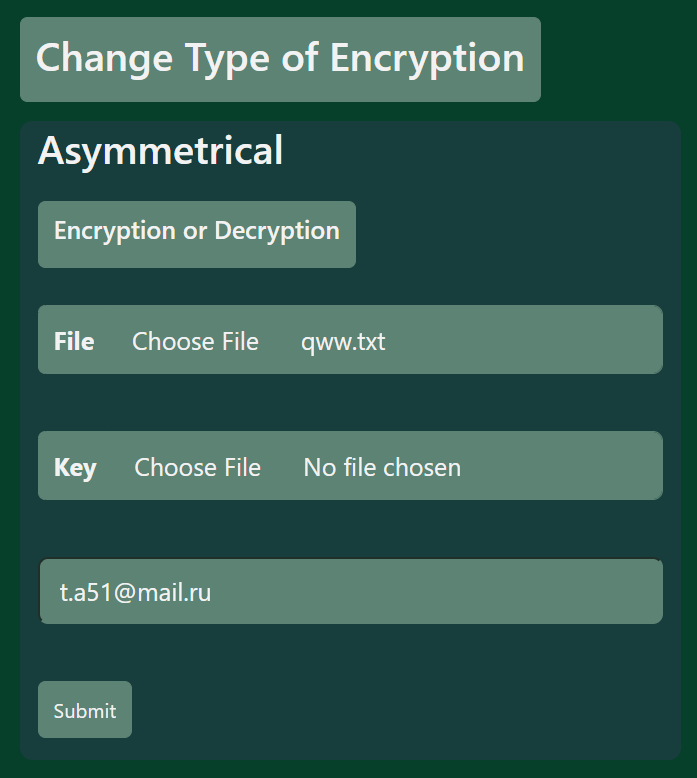 Change Type of Encryption
Asymmetrical
Encryption or Decryption
File Choose File qww.txt
Key Choose File No file chosen
t.a51@mail.ru
Submit